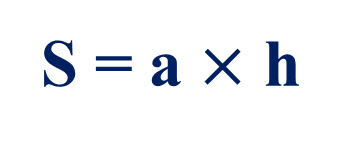 S = a × h